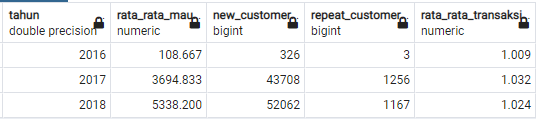 tahun rata_rata_mau new_customer repeat_customer rata_rata_transaksi
double precision numeric bigint bigint numeric
2016 108.667 326 3 1.009
2017 3694.833 43708 1256 1.032
2018 5338.200 52062 1167 1.024